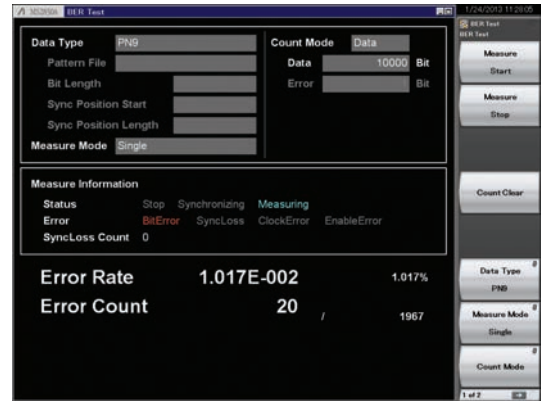 MS2830A BER Test
1/24/2013 11:28:05
Data Type PN9
Pattern File
Bit Length
Sync Position Start
Sync Position Length
Measure Mode Single
Count Mode Data
Data 10000 Bit
Error Bit
Measure Information
Status Stop Synchronizing Measuring
Error BitError SyncLoss ClockError EnableError
SyncLoss Count 0
Error Rate 1.017E-002 1.017%
Error Count 20 / 1967
BER Test
BER Test
Measure
Start
Measure
Stop
Count Clear
Data Type
PN9
Measure Mode
Single
Count Mode
1 of 2